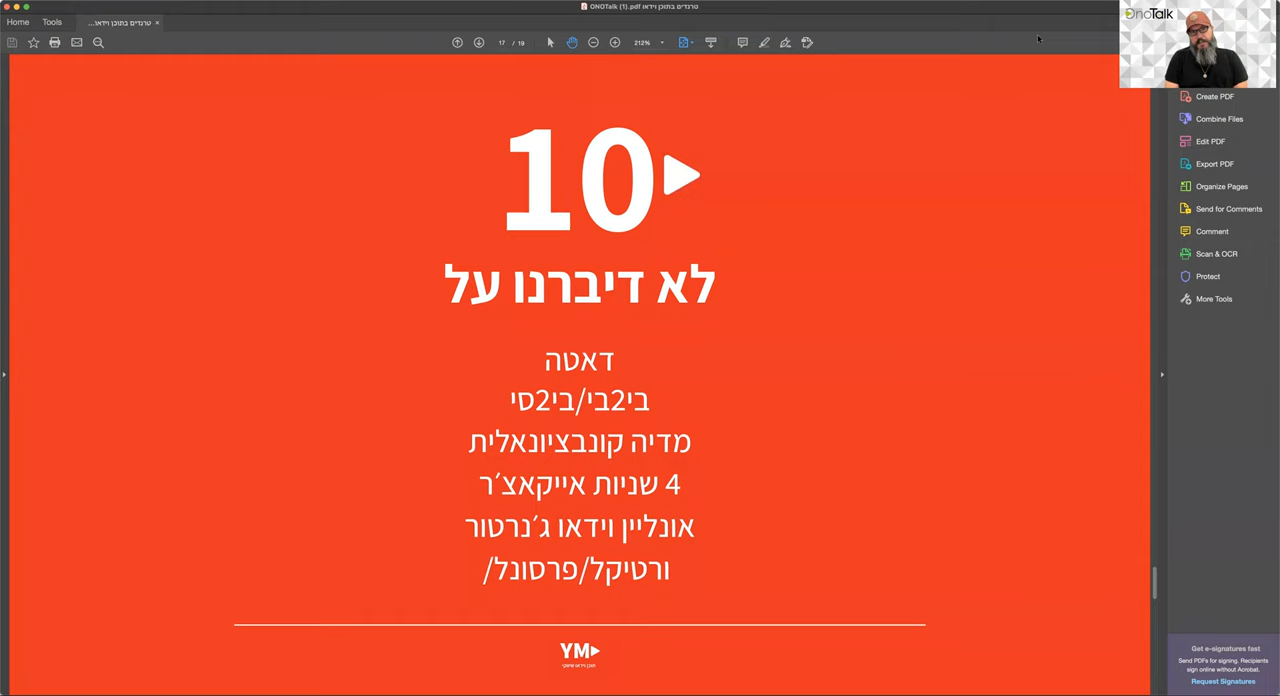 ONOTalk (1).pdf טרנדים בתוכן וידאו
Home Tools טרנדים בתוכן וידאו...
17 / 19 212%
OnoTalk
Create PDF
Combine Files
Edit PDF
Export PDF
Organize Pages
Send for Comments
Comment
Scan & OCR
Protect
More Tools
10
לא דיברנו על
דאטה
בי2בי/בי2סי
מדיה קונבציונאלית
4 שניות אייקאצ׳ר
אונליין וידאו ג׳נרטור
ורטיקל/פרסונל/
YM
תוכן וידאו שיווקי
Get e-signatures fast
Send PDFs for signing. Recipients
sign online without Acrobat.
Request Signatures